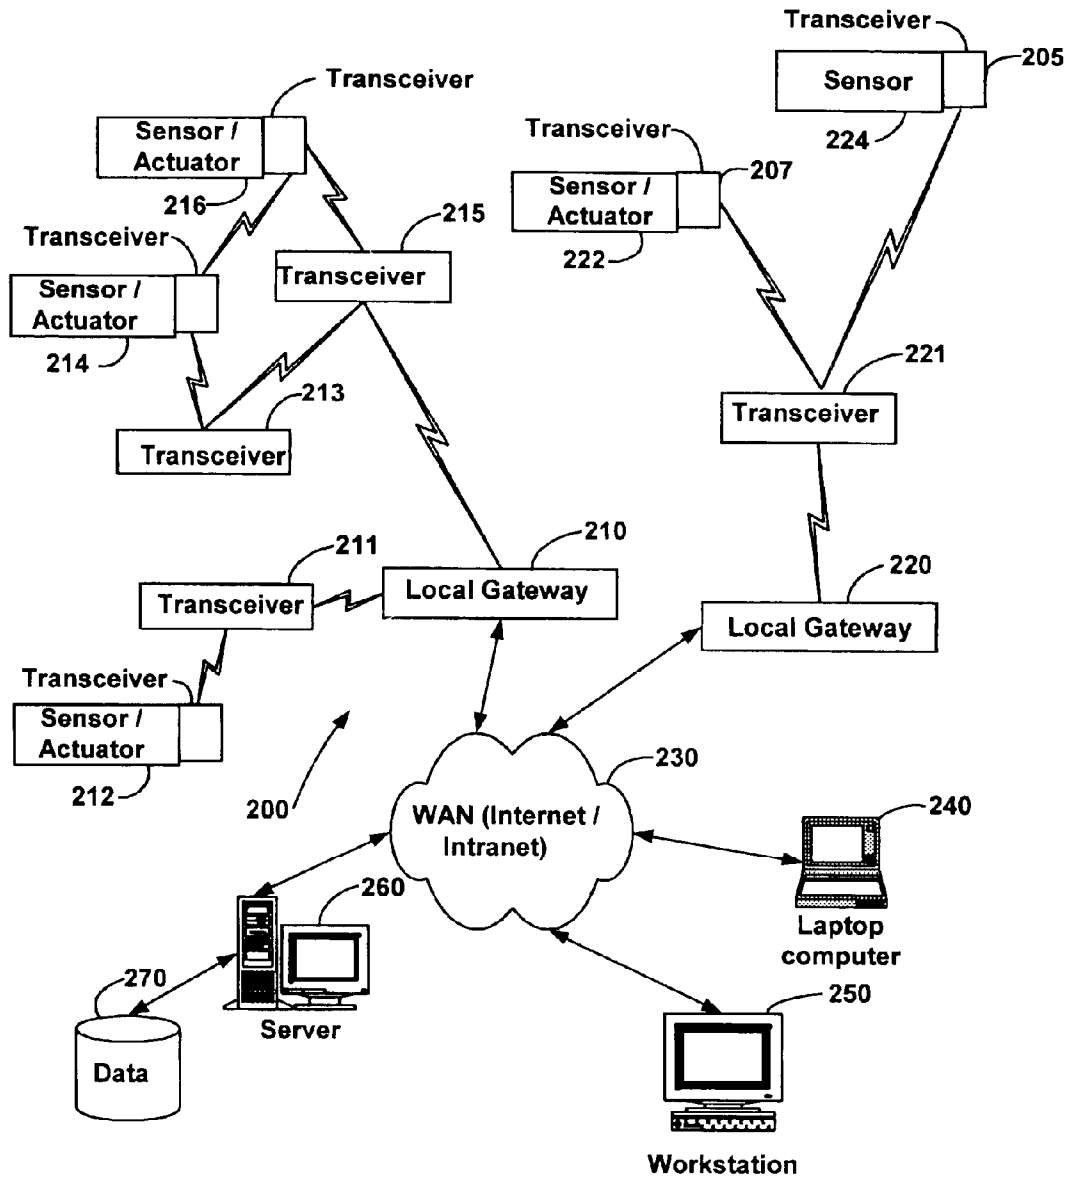 Transceiver
205
Sensor
224
Transceiver
Sensor /
Actuator
216
Transceiver
207
Sensor /
Actuator
222
215
Transceiver
Transceiver
Sensor /
Actuator
214
213
Transceiver
221
Transceiver
210
Local Gateway
211
Transceiver
220
Local Gateway
Transceiver
Sensor /
Actuator
212
200
230
WAN (Internet /
Intranet)
240
Laptop
computer
260
Server
270
Data
250
Workstation